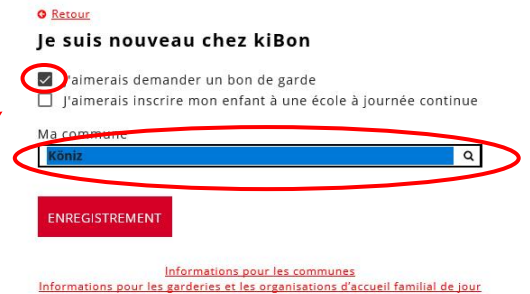 Retour
Je suis nouveau chez kiBon
J'aimerais demander un bon de garde
J'aimerais inscrire mon enfant à une école à journée continue
Ma commune
Köniz
ENREGISTREMENT
Informations pour les communes
Informations pour les garderies et les organisations d'accueil familial de jour